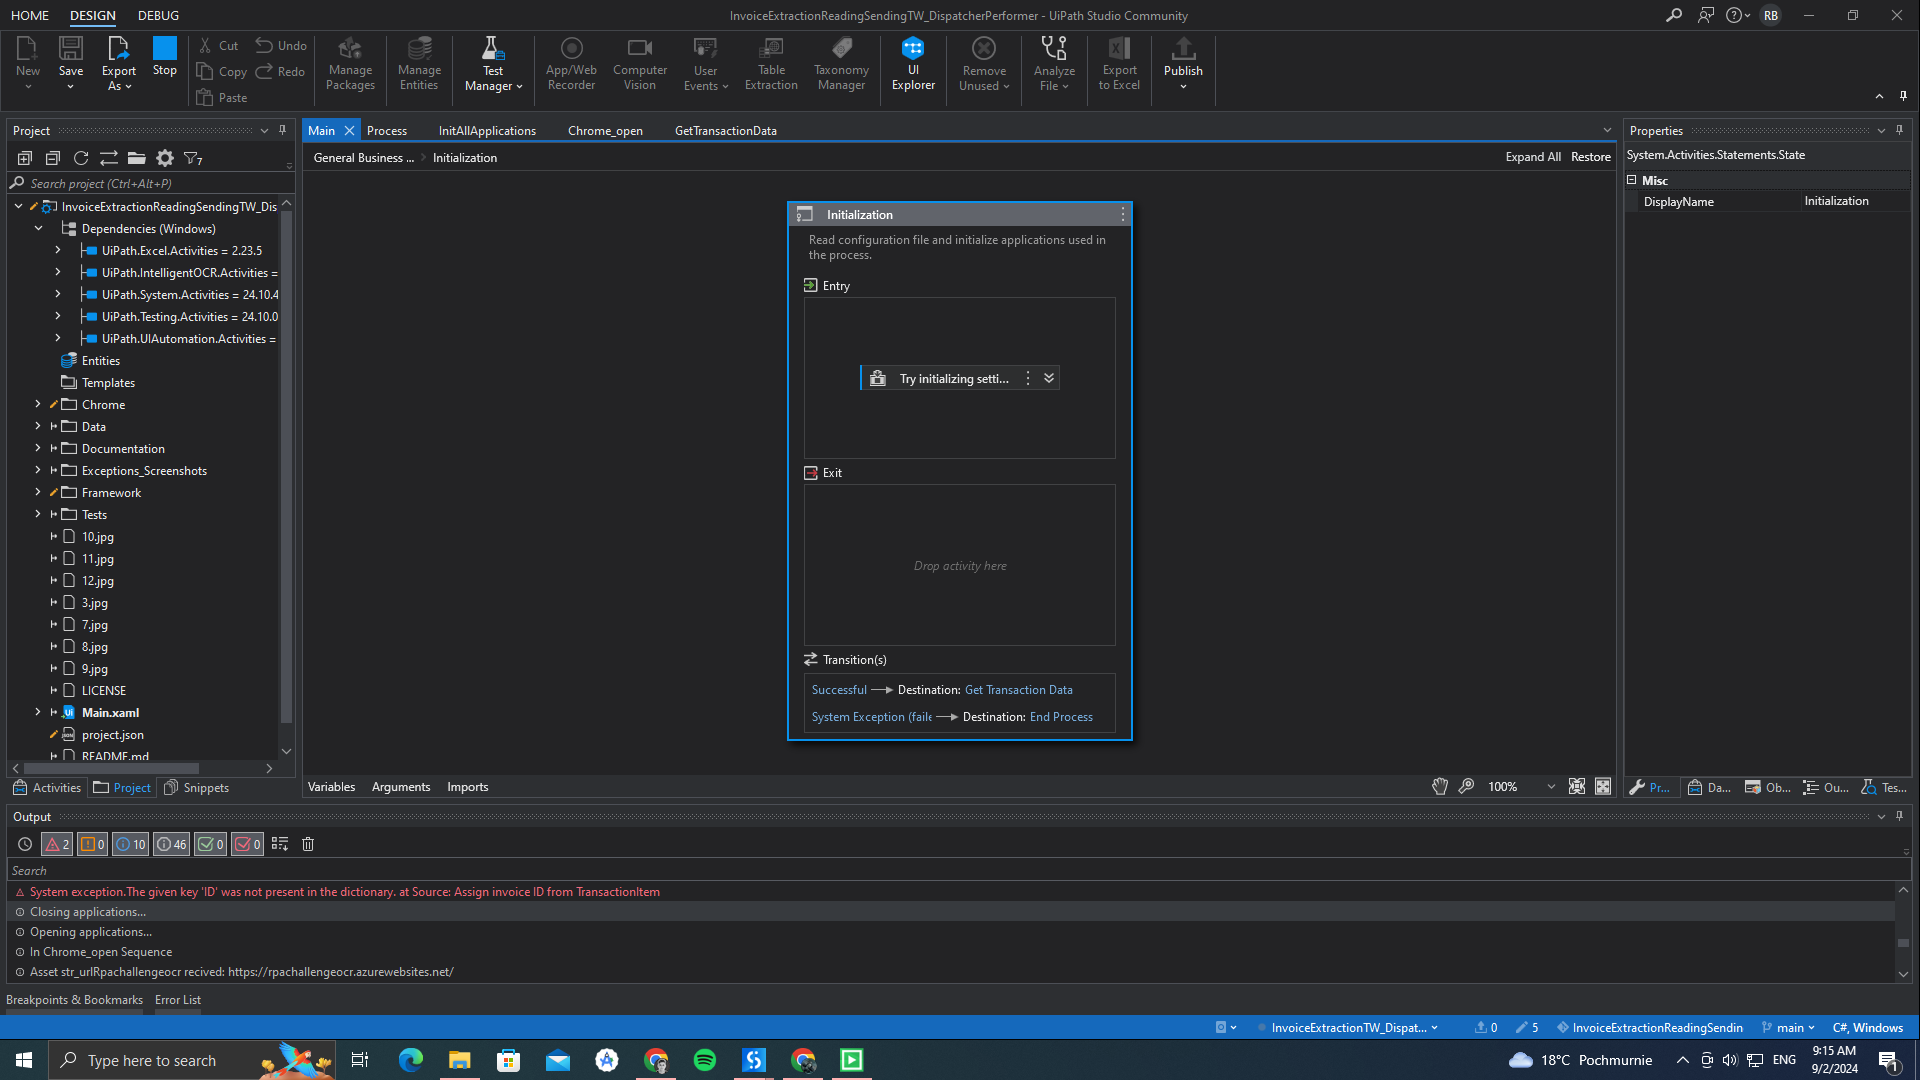 HOME DESIGN DEBUG
InvoiceExtractionReadingSendingTW_DispatcherPerformer - UiPath Studio Community
RB
New
Save
Export As
Stop
Cut
Copy
Paste
Undo
Redo
Manage Packages
Manage Entities
Test Manager
App/Web Recorder
Computer Vision
User Events
Table Extraction
Taxonomy Manager
UI Explorer
Remove Unused
Analyze File
Export to Excel
Publish
Project
7
Search project (Ctrl+Alt+P)
InvoiceExtractionReadingSendingTW_Dis
Dependencies (Windows)
UiPath.Excel.Activities = 2.23.5
UiPath.IntelligentOCR.Activities =
UiPath.System.Activities = 24.10.4
UiPath.Testing.Activities = 24.10.0
UiPath.UIAutomation.Activities =
Entities
Templates
Chrome
Data
Documentation
Exceptions_Screenshots
Framework
Tests
10.jpg
11.jpg
12.jpg
3.jpg
7.jpg
8.jpg
9.jpg
LICENSE
Main.xaml
project.json
README.md
Activities Project Snippets
Main Process InitAllApplications Chrome_open GetTransactionData
General Business ... Initialization
Expand All Restore
Initialization
Read configuration file and initialize applications used in
the process.
Entry
Try initializing setti...
Exit
Drop activity here
Transition(s)
Successful Destination: Get Transaction Data
System Exception (faile Destination: End Process
Variables Arguments Imports
100%
Properties
System.Activities.Statements.State
Misc
DisplayName Initialization
Pr... Da... Ob... Ou... Tes...
Output
2 0 10 46 0 0
Search
System exception.The given key 'ID' was not present in the dictionary. at Source: Assign invoice ID from TransactionItem
Closing applications...
Opening applications...
In Chrome_open Sequence
Asset str_urlRpachallengeocr recived: https://rpachallengeocr.azurewebsites.net/
Breakpoints & Bookmarks Error List
InvoiceExtractionTW_Dispat... 0 5 InvoiceExtractionReadingSendin main C#, Windows
Type here to search
18°C Pochmurnie
ENG
9:15 AM
9/2/2024
1